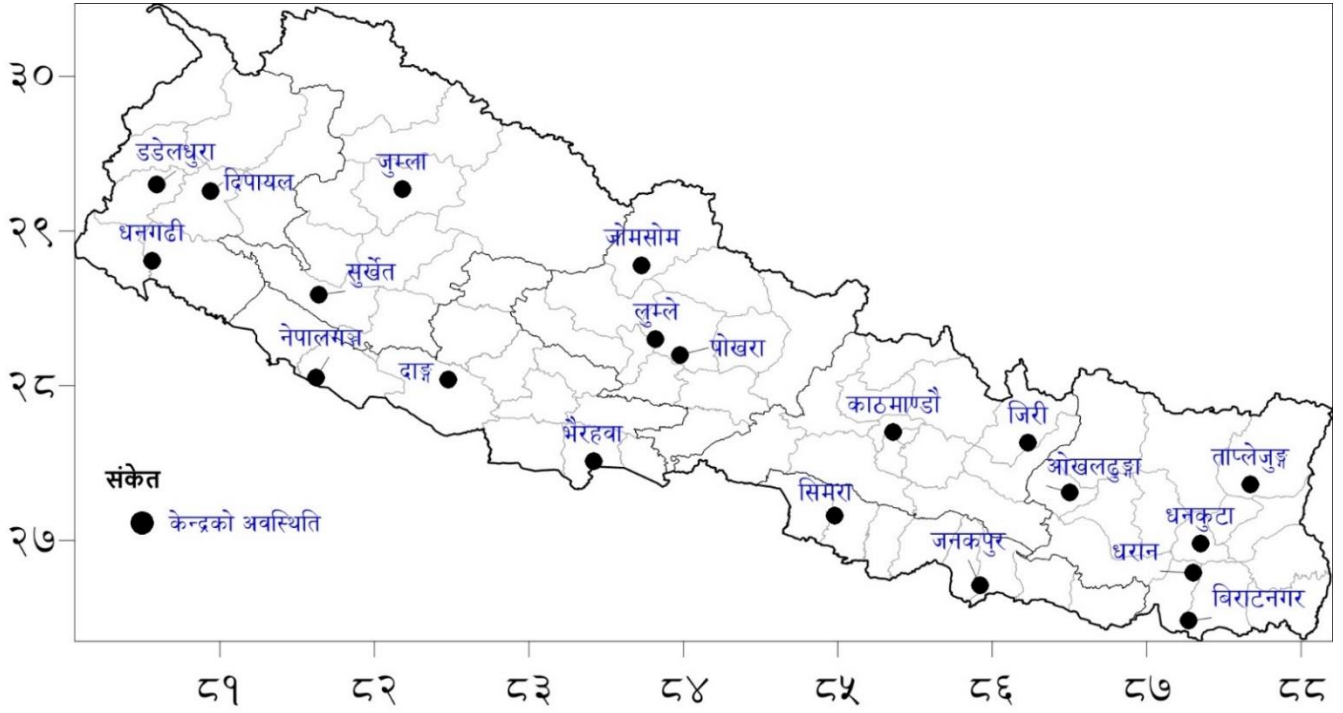 ३०
डडेलधुरा
जुम्ला
दिपायल
२९
धनगढी
जोमसोम
सुर्खेत
लुम्ले
नेपालगञ्ज
पोखरा
दाङ्ग
२८
काठमाण्डौ
जिरी
भैरहवा
ओखलढुङ्गा
ताप्लेजुङ्ग
संकेत
सिमरा
केन्द्रको अवस्थिति
धनकुटा
२७
जनकपुर
धरान
बिराटनगर
८१ ८२ ८३ ८४ ८५ ८६ ८७ ८८